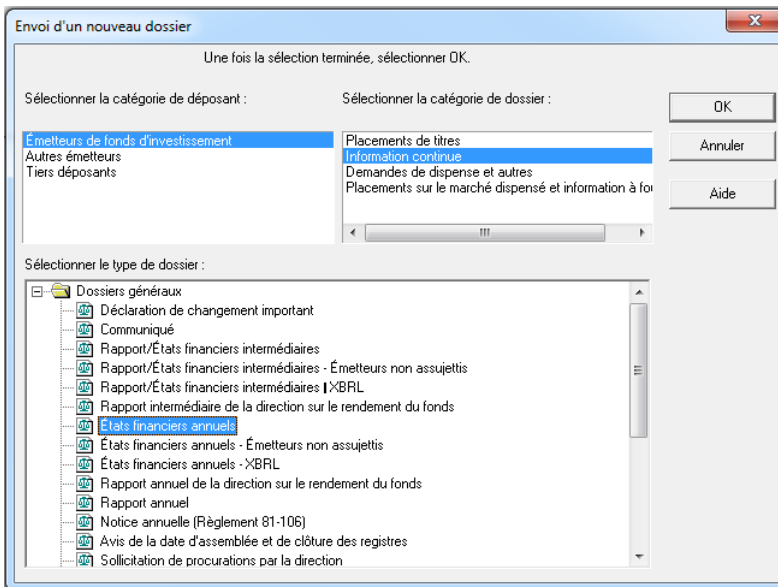 Envoi d'un nouveau dossier
Une fois la sélection terminée, sélectionner OK.
Sélectionner la catégorie de déposant :
Émetteurs de fonds d'investissement
Autres émetteurs
Tiers déposants
Sélectionner la catégorie de dossier :
Placements de titres
Information continue
Demandes de dispense et autres
Placements sur le marché dispensé et information à fou
OK
Annuler
Aide
Sélectionner le type de dossier :
Dossiers généraux
Déclaration de changement important
Communiqué
Rapport/États financiers intermédiaires
Rapport/États financiers intermédiaires - Émetteurs non assujettis
Rapport/États financiers intermédiaires | XBRL
Rapport intermédiaire de la direction sur le rendement du fonds
États financiers annuels
États financiers annuels - Émetteurs non assujettis
États financiers annuels - XBRL
Rapport annuel de la direction sur le rendement du fonds
Rapport annuel
Notice annuelle (Règlement 81-106)
Avis de la date d'assemblée et de clôture des registres
Sollicitation de procurations par la direction